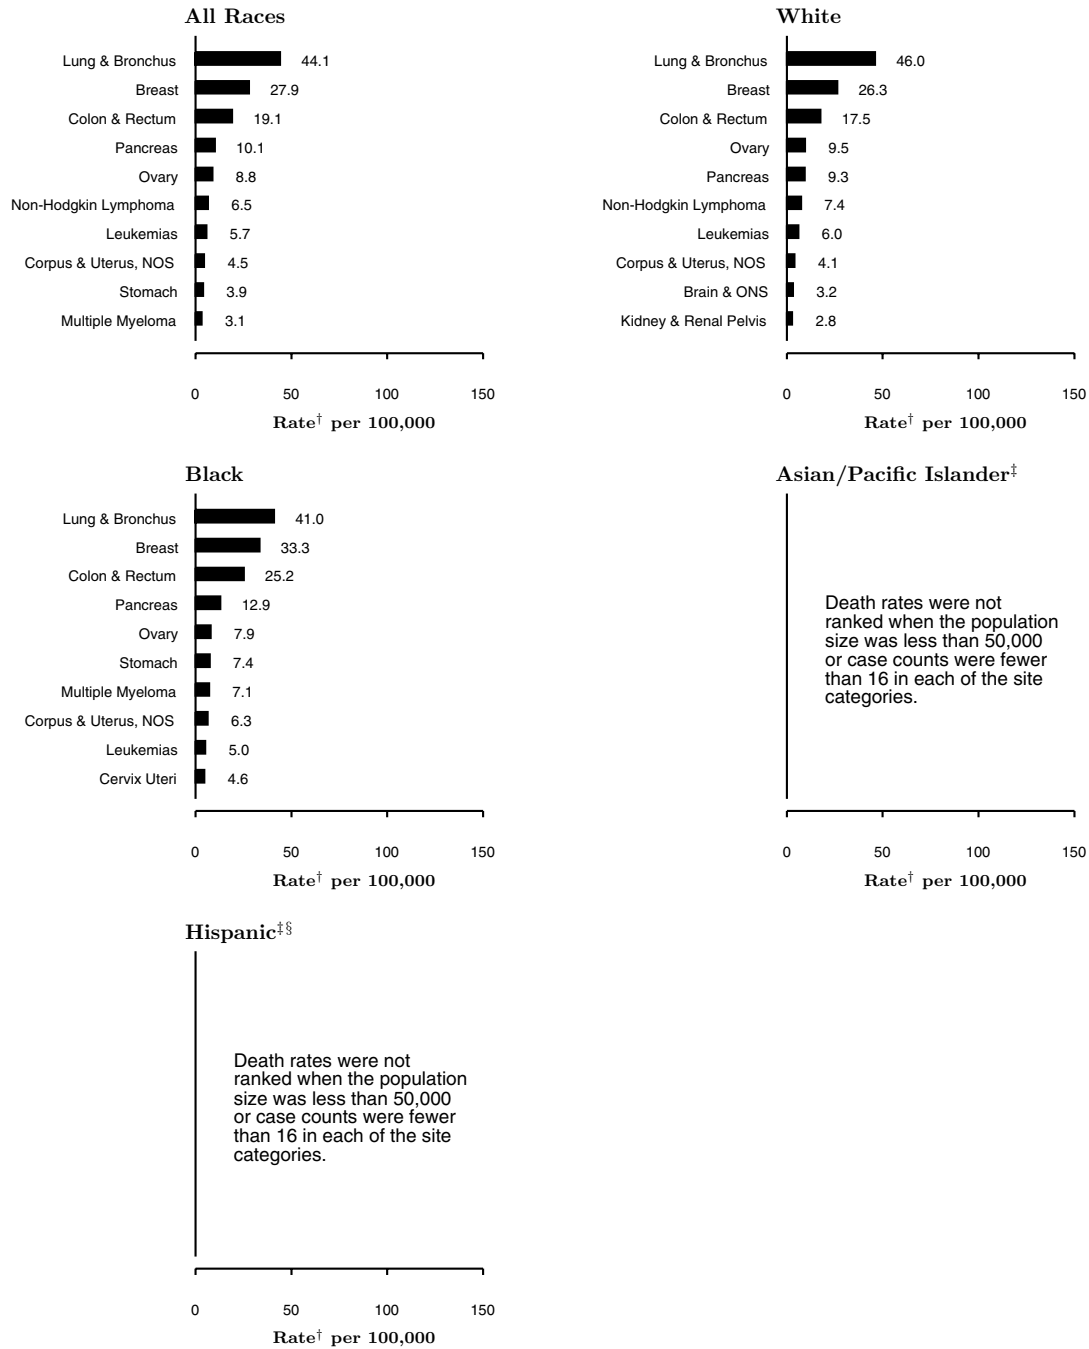 All Races
Lung & Bronchus 44.1
Breast 27.9
Colon & Rectum 19.1
Pancreas 10.1
Ovary 8.8
Non-Hodgkin Lymphoma 6.5
Leukemias 5.7
Corpus & Uterus, NOS 4.5
Stomach 3.9
Multiple Myeloma 3.1
0 50 100 150
Rate† per 100,000
White
Lung & Bronchus 46.0
Breast 26.3
Colon & Rectum 17.5
Ovary 9.5
Pancreas 9.3
Non-Hodgkin Lymphoma 7.4
Leukemias 6.0
Corpus & Uterus, NOS 4.1
Brain & ONS 3.2
Kidney & Renal Pelvis 2.8
0 50 100 150
Rate† per 100,000
Black
Lung & Bronchus 41.0
Breast 33.3
Colon & Rectum 25.2
Pancreas 12.9
Ovary 7.9
Stomach 7.4
Multiple Myeloma 7.1
Corpus & Uterus, NOS 6.3
Leukemias 5.0
Cervix Uteri 4.6
0 50 100 150
Rate† per 100,000
Asian/Pacific Islander‡
Death rates were not
ranked when the population
size was less than 50,000
or case counts were fewer
than 16 in each of the site
categories.
0 50 100 150
Rate† per 100,000
Hispanic‡§
Death rates were not
ranked when the population
size was less than 50,000
or case counts were fewer
than 16 in each of the site
categories.
0 50 100 150
Rate† per 100,000